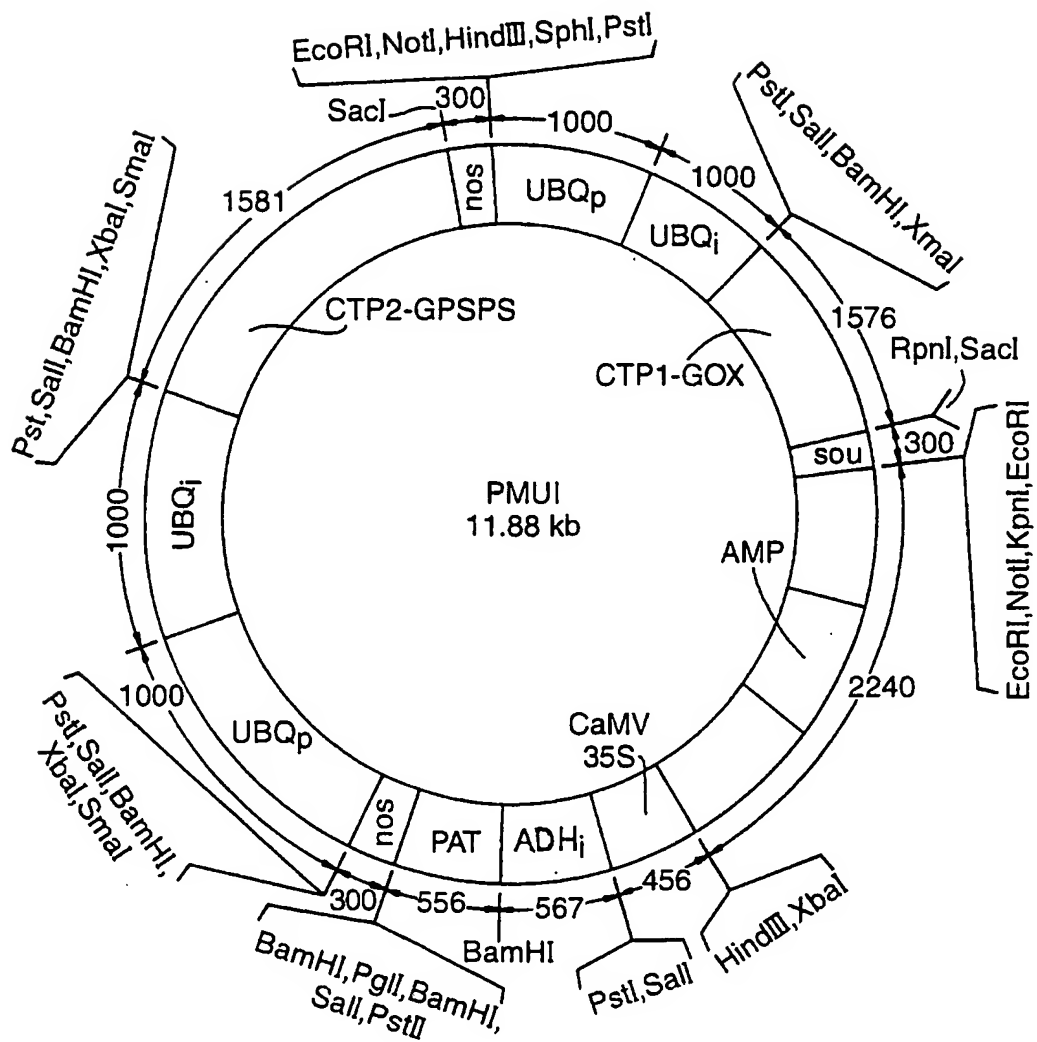 EcoRI,NotI,HindIII,SphI,PstI
SacI
300
1000
1000
PstI,SalI,BamHI,XmaI
1581
nos
UBQp
UBQi
Pst,SalI,BamHI,XbaI,SmaI
CTP2-GPSPS
CTP1-GOX
1576
RpnI,SacI
300
sou
EcoRI,NotI,KpnI,EcoRI
PMUI
11.88 kb
UBQi
1000
AMP
2240
1000
UBQp
PstI,SalI,BamHI,
XbaI,SmaI
CaMV
35S
nos
PAT
ADHi
300
556
567
456
BamHI
HindIII,XbaI
PstI,SalI
BamHI,PglI,BamHI,
SalI,PstII